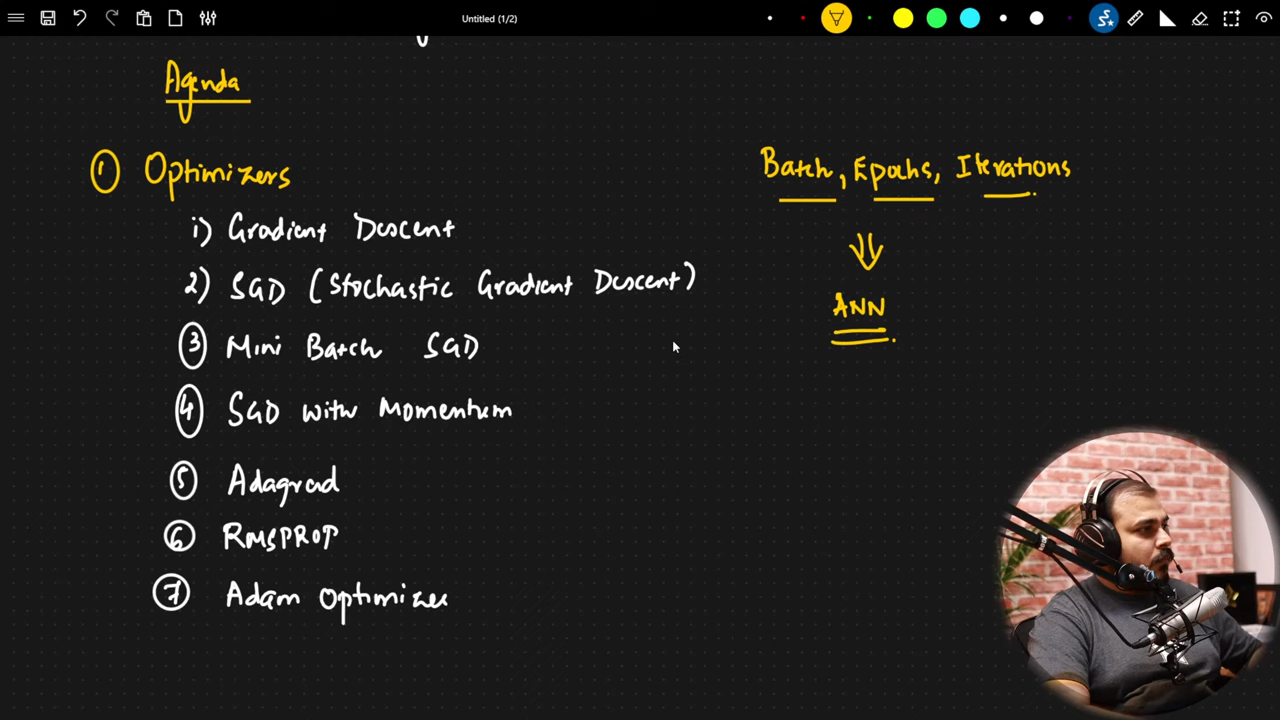 Untitled (1/2)
Agenda
① Optimizers
i) Gradient Descent
2) SGD (Stochastic Gradient Descent)
③ Mini Batch SGD
④ SGD with Momentum
⑤ Adagrad
⑥ RMSPROP
⑦ Adam Optimizer
Batch, Epochs, Iterations
ANN